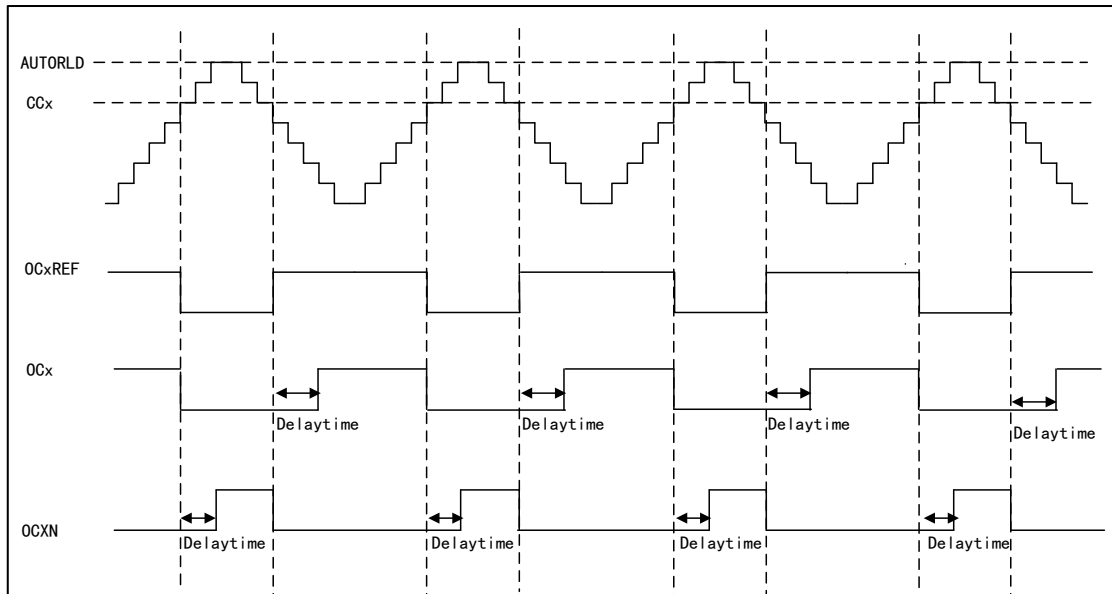 AUTORLD
CCx
OCxREF
OCx
Delaytime
Delaytime
Delaytime
Delaytime
OCXN
Delaytime
Delaytime
Delaytime
Delaytime